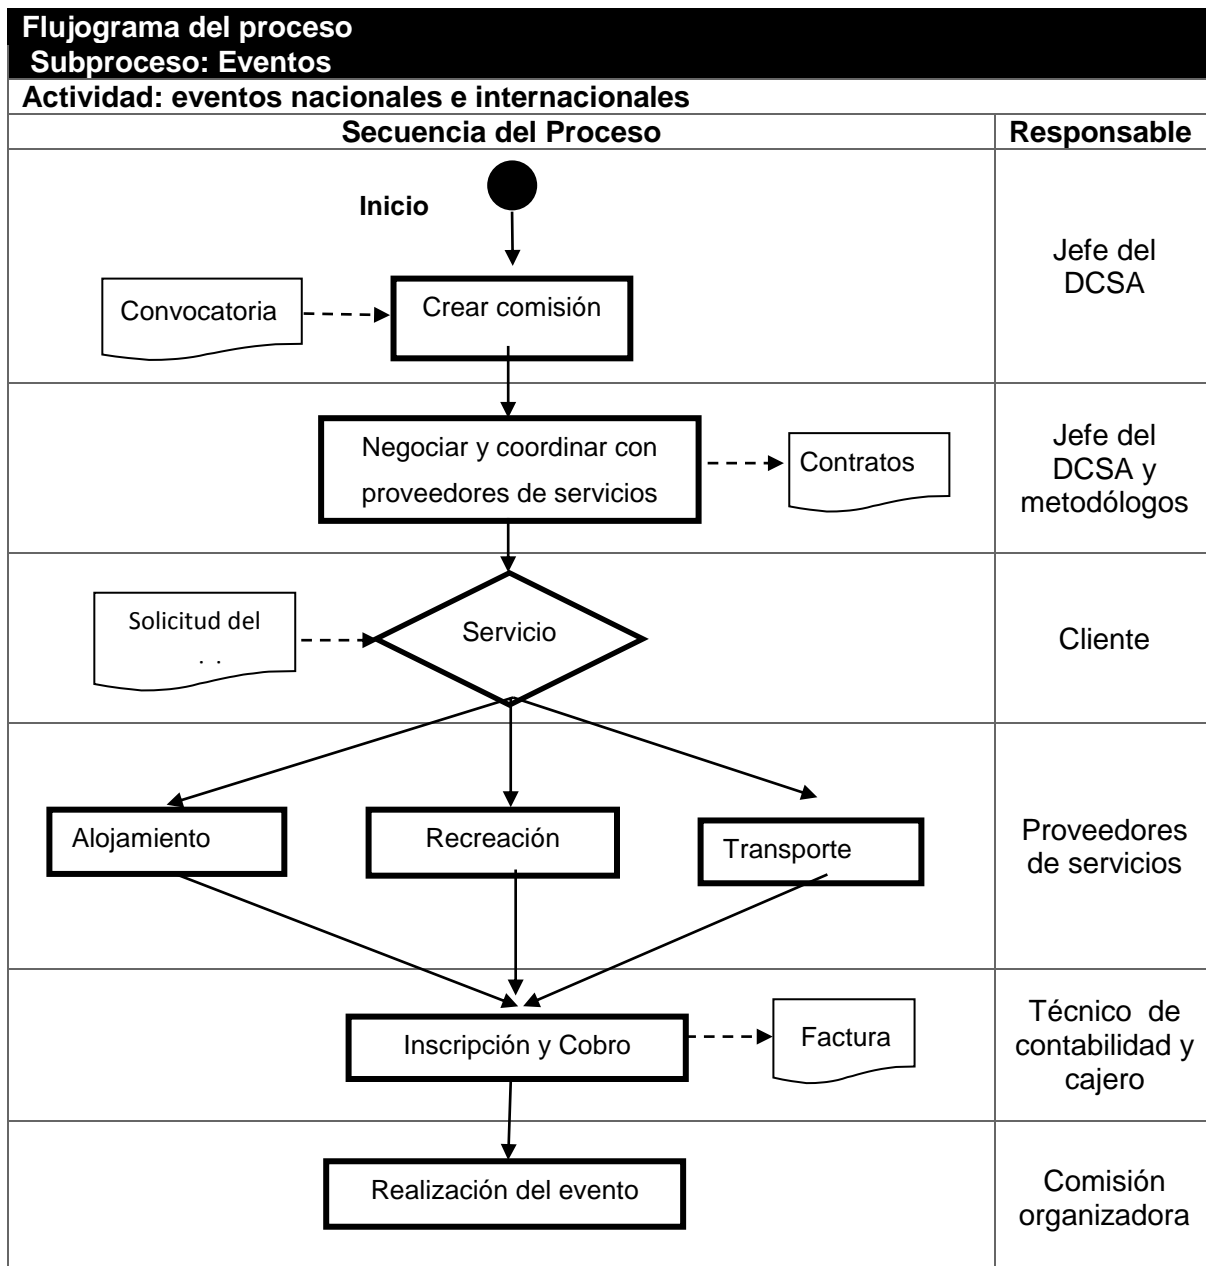 Flujograma del proceso
Subproceso: Eventos
Actividad: eventos nacionales e internacionales
Secuencia del Proceso
Responsable
Inicio
Convocatoria
Crear comisión
Jefe del
DCSA
Negociar y coordinar con
proveedores de servicios
Contratos
Jefe del
DCSA y
metodólogos
Solicitud del
Servicio
Cliente
Alojamiento
Recreación
Transporte
Proveedores
de servicios
Inscripción y Cobro
Factura
Técnico de
contabilidad y
cajero
Realización del evento
Comisión
organizadora